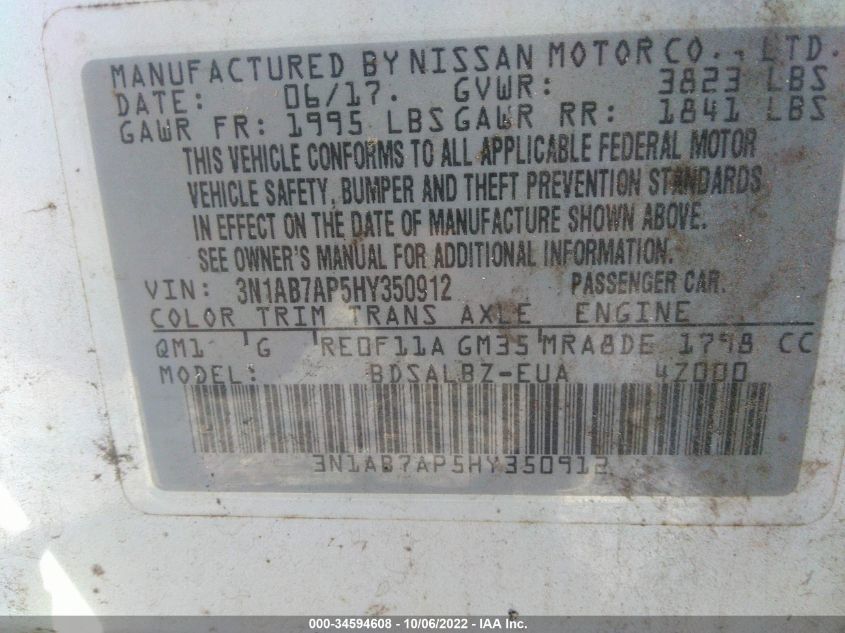 MANUFACTURED BY NISSAN MOTOR CO., LTD.
DATE: 06/17. GVWR: 3823 LBS
GAWR FR: 1995 LBS GAWR RR: 1841 LBS
THIS VEHICLE CONFORMS TO ALL APPLICABLE FEDERAL MOTOR
VEHICLE SAFETY, BUMPER AND THEFT PREVENTION STANDARDS
IN EFFECT ON THE DATE OF MANUFACTURE SHOWN ABOVE.
SEE OWNER'S MANUAL FOR ADDITIONAL INFORMATION.
VIN: 3N1AB7AP5HY350912 PASSENGER CAR.
COLOR TRIM TRANS AXLE ENGINE
QM1 ' G ' RE0F11A GM35 ' MRA8DE 1798 CC
MODEL: BDSALBZ-EUA 4Z000
3N1AB7AP5HY350912
000-34594608 - 10/06/2022 - IAA Inc.